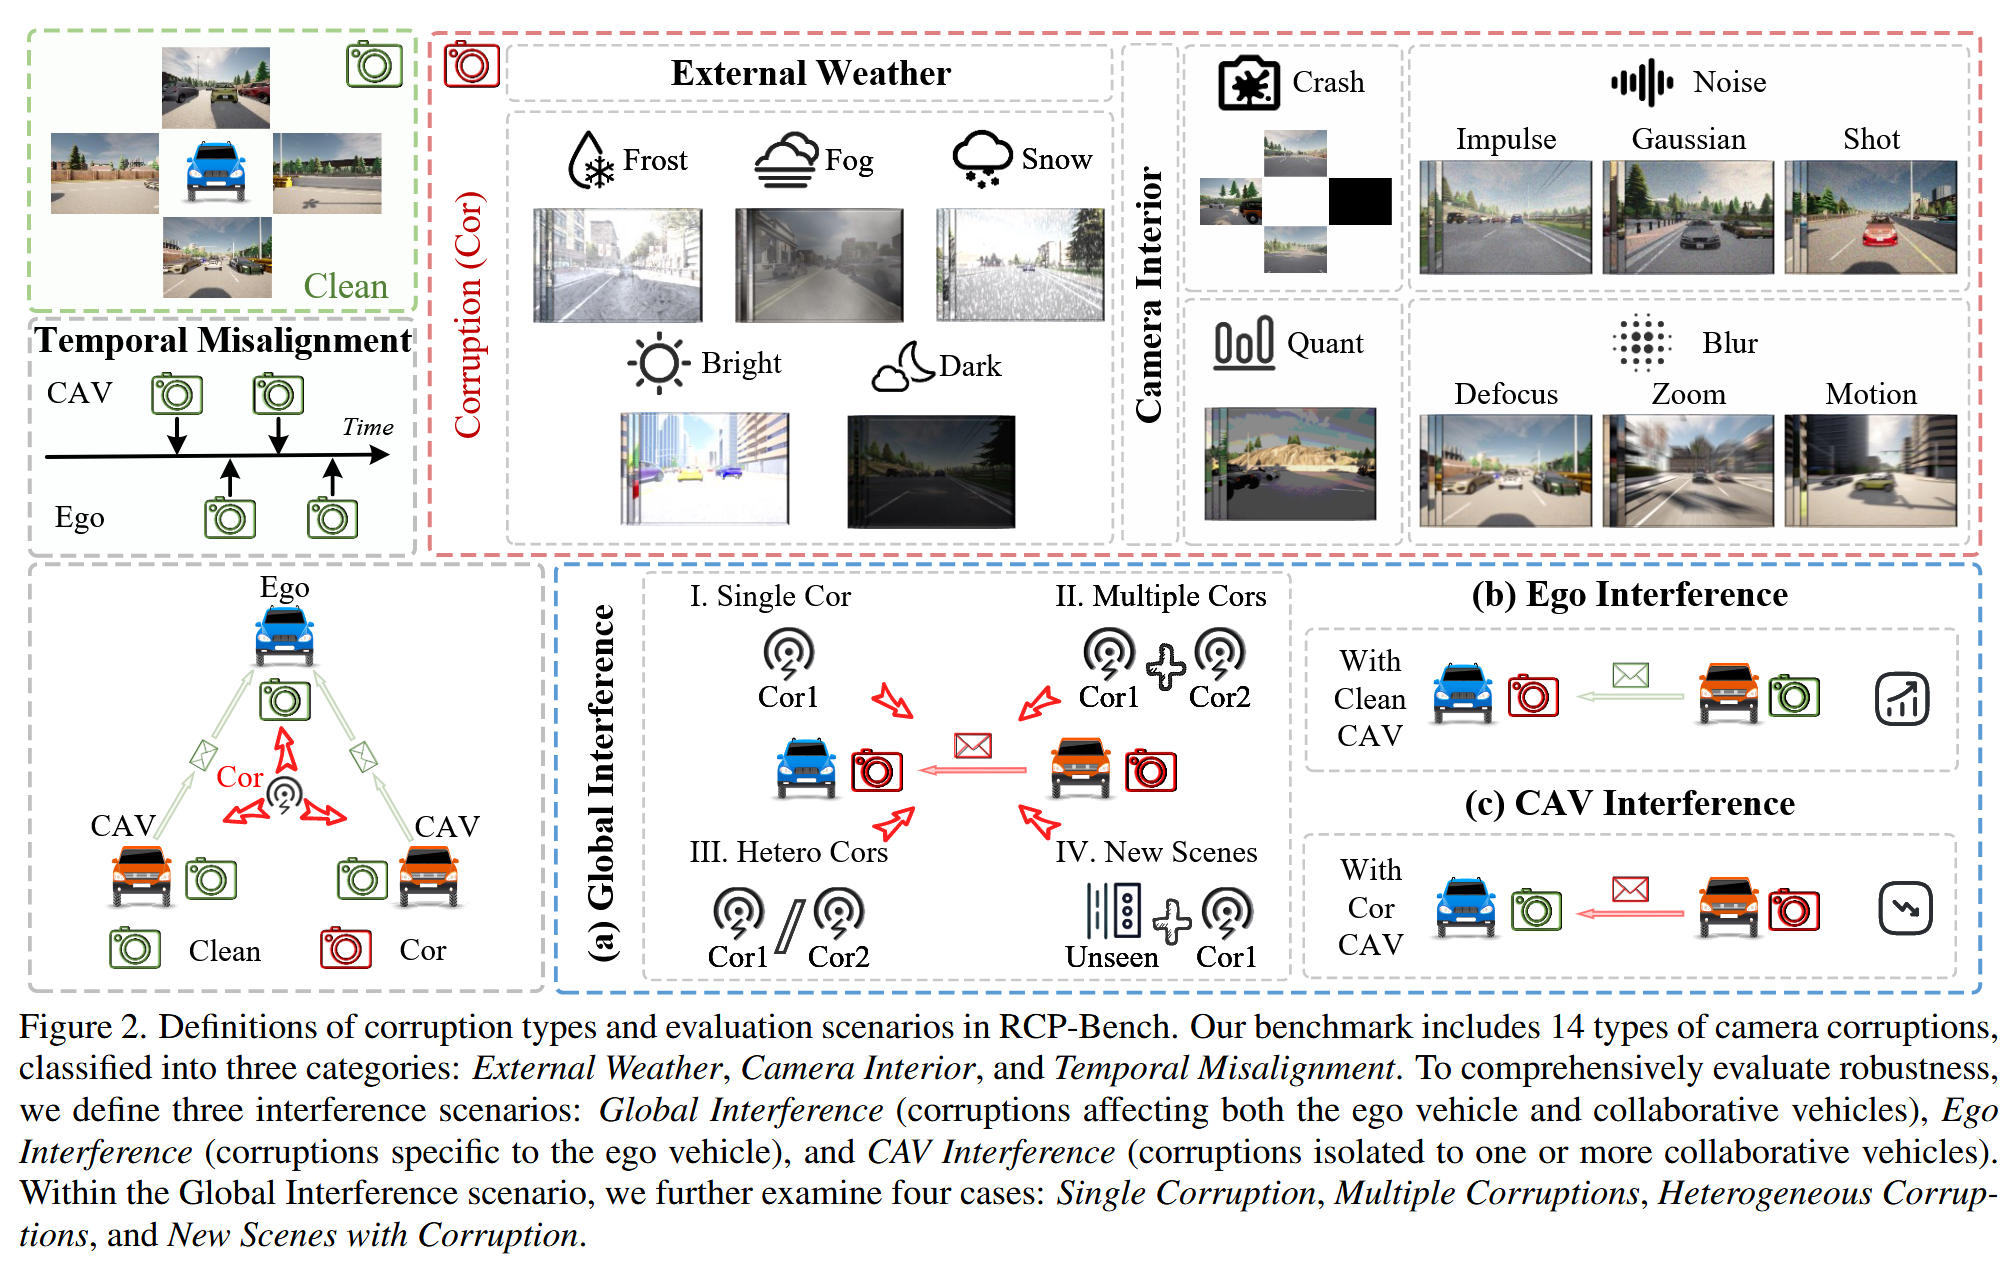 Clean
Temporal Misalignment
CAV
Time
Ego
Corruption (Cor)
External Weather
Frost
Fog
Snow
Bright
Dark
Camera Interior
Crash
Noise
Impulse
Gaussian
Shot
Quant
Blur
Defocus
Zoom
Motion
Ego
Cor
CAV
CAV
Clean
Cor
(a) Global Interference
I. Single Cor
Cor1
II. Multiple Cors
Cor1
Cor2
III. Hetero Cors
Cor1
Cor2
IV. New Scenes
Unseen
Cor1
(b) Ego Interference
With
Clean
CAV
(c) CAV Interference
With
Cor
CAV
Figure 2. Definitions of corruption types and evaluation scenarios in RCP-Bench. Our benchmark includes 14 types of camera corruptions,
classified into three categories: External Weather, Camera Interior, and Temporal Misalignment. To comprehensively evaluate robustness,
we define three interference scenarios: Global Interference (corruptions affecting both the ego vehicle and collaborative vehicles), Ego
Interference (corruptions specific to the ego vehicle), and CAV Interference (corruptions isolated to one or more collaborative vehicles).
Within the Global Interference scenario, we further examine four cases: Single Corruption, Multiple Corruptions, Heterogeneous Corrup-
tions, and New Scenes with Corruption.